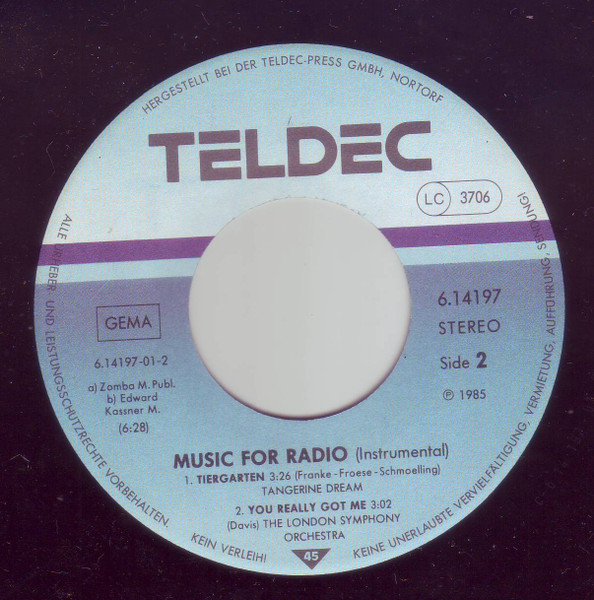 HERGESTELLT BEI DER TELDEC-PRESS GMBH, NORTORF
TELDEC
LC 3706
ALLE URHEBER- UND LEISTUNGSSCHUTZRECHTE VORBEHALTEN.
KEIN VERLEIH!
KEINE UNERLAUBTE VERVIELFÄLTIGUNG, VERMIETUNG, AUFFÜHRUNG, SENDUNG!
GEMA
6.14197-01-2
a) Zomba M. Publ.
b) Edward
Kassner M.
(6:28)
6.14197
STEREO
Side 2
℗ 1985
MUSIC FOR RADIO (Instrumental)
1. TIERGARTEN 3:26 (Franke-Froese-Schmoelling)
TANGERINE DREAM
2. YOU REALLY GOT ME 3:02
(Davis) THE LONDON SYMPHONY
ORCHESTRA
45